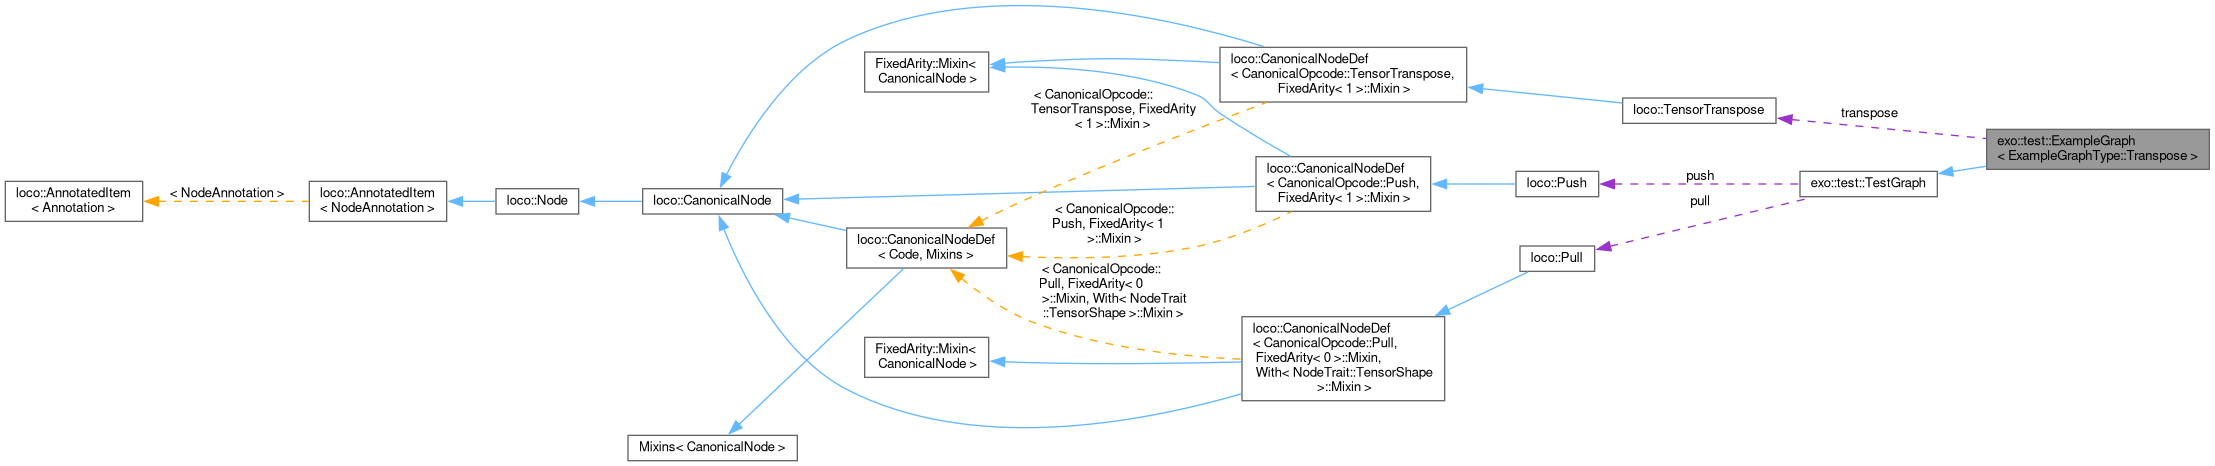 loco::AnnotatedItem
< Annotation >
< NodeAnnotation >
loco::AnnotatedItem
< NodeAnnotation >
loco::Node
loco::CanonicalNode
Mixins< CanonicalNode >
FixedArity::Mixin<
CanonicalNode >
loco::CanonicalNodeDef
< Code, Mixins >
FixedArity::Mixin<
CanonicalNode >
< CanonicalOpcode::
TensorTranspose, FixedArity
< 1 >::Mixin >
< CanonicalOpcode::
Push, FixedArity< 1
>::Mixin >
< CanonicalOpcode::
Pull, FixedArity< 0
>::Mixin, With< NodeTrait
::TensorShape >::Mixin >
loco::CanonicalNodeDef
< CanonicalOpcode::TensorTranspose,
FixedArity< 1 >::Mixin >
loco::CanonicalNodeDef
< CanonicalOpcode::Push,
FixedArity< 1 >::Mixin >
loco::CanonicalNodeDef
< CanonicalOpcode::Pull,
FixedArity< 0 >::Mixin,
With< NodeTrait::TensorShape
>::Mixin >
loco::TensorTranspose
loco::Push
loco::Pull
transpose
push
pull
exo::test::TestGraph
exo::test::ExampleGraph
< ExampleGraphType::Transpose >